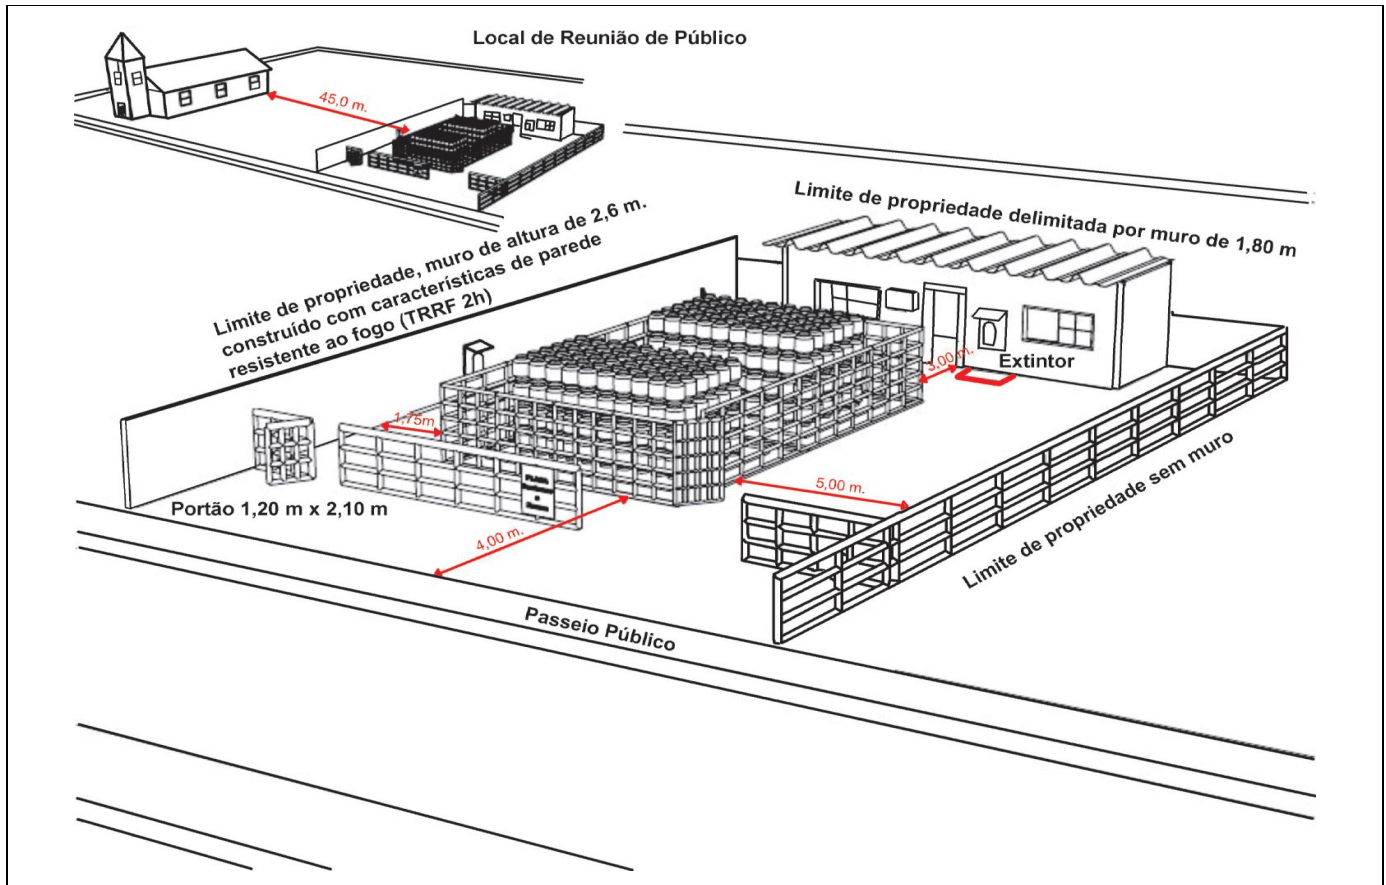 Local de Reunião de Público
45,0 m.
Limite de propriedade delimitada por muro de 1,80 m
Limite de propriedade, muro de altura de 2,6 m.
construído com características de parede
resistente ao fogo (TRRF 2h)
Extintor
3,00 m.
1,75m
Portão 1,20 m x 2,10 m
5,00 m.
4,00 m.
Limite de propriedade sem muro
Passeio Público